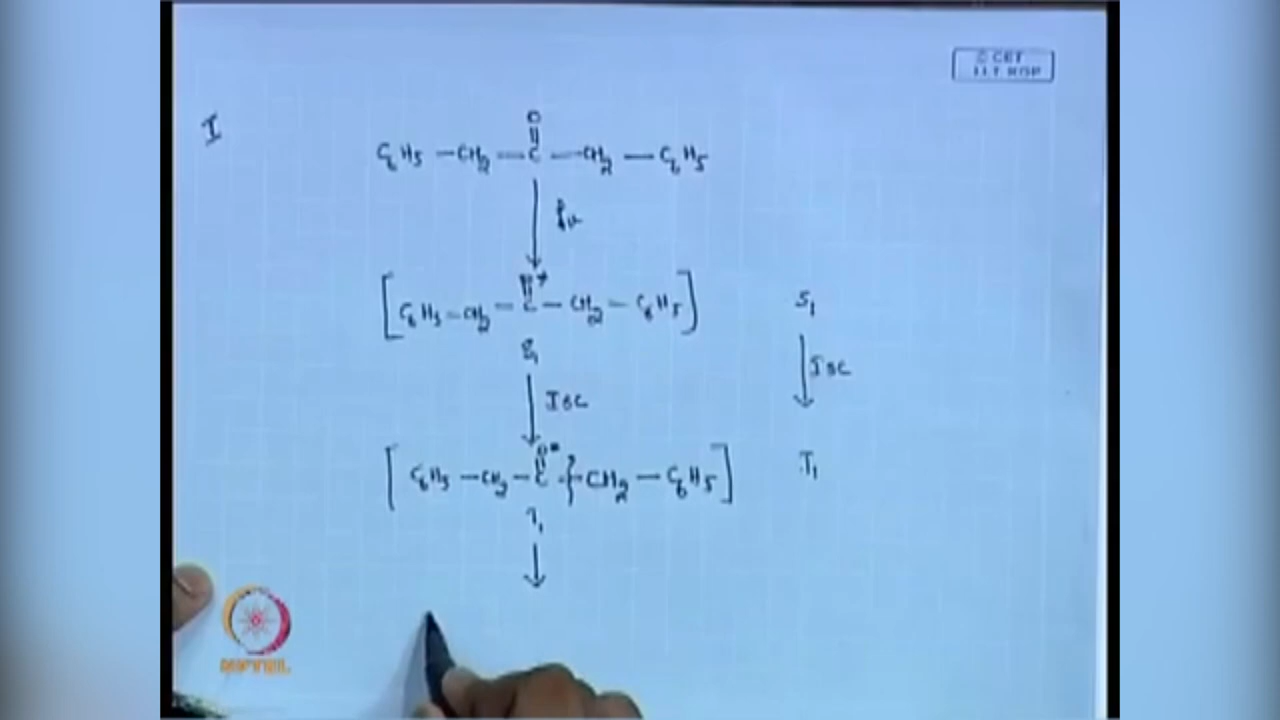 © CET
I.I.T. KGP
I
O
C6H5 — CH2 — C — CH2 — C6H5
hν
[C6H5 — CH2 — C — CH2 — C6H5]
S1
S1
ISC
ISC
O*
[C6H5 — CH2 — C — CH2 — C6H5]
T1
T1
NPTEL